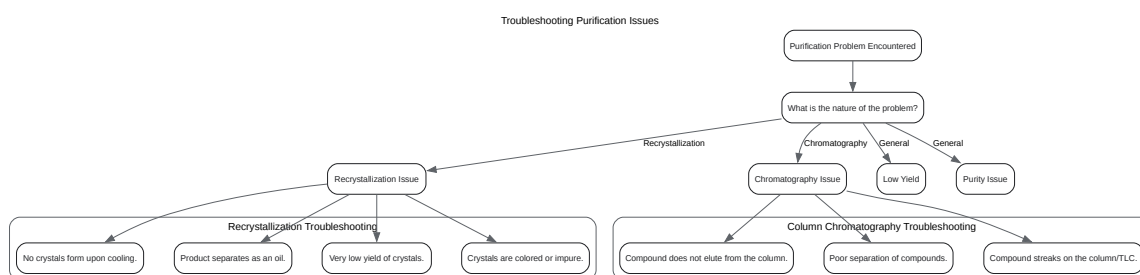 Troubleshooting Purification Issues
Purification Problem Encountered
What is the nature of the problem?
Recrystallization
Chromatography
General
General
Recrystallization Issue
Chromatography Issue
Low Yield
Purity Issue
Recrystallization Troubleshooting
Column Chromatography Troubleshooting
No crystals form upon cooling.
Product separates as an oil.
Very low yield of crystals.
Crystals are colored or impure.
Compound does not elute from the column.
Poor separation of compounds.
Compound streaks on the column/TLC.